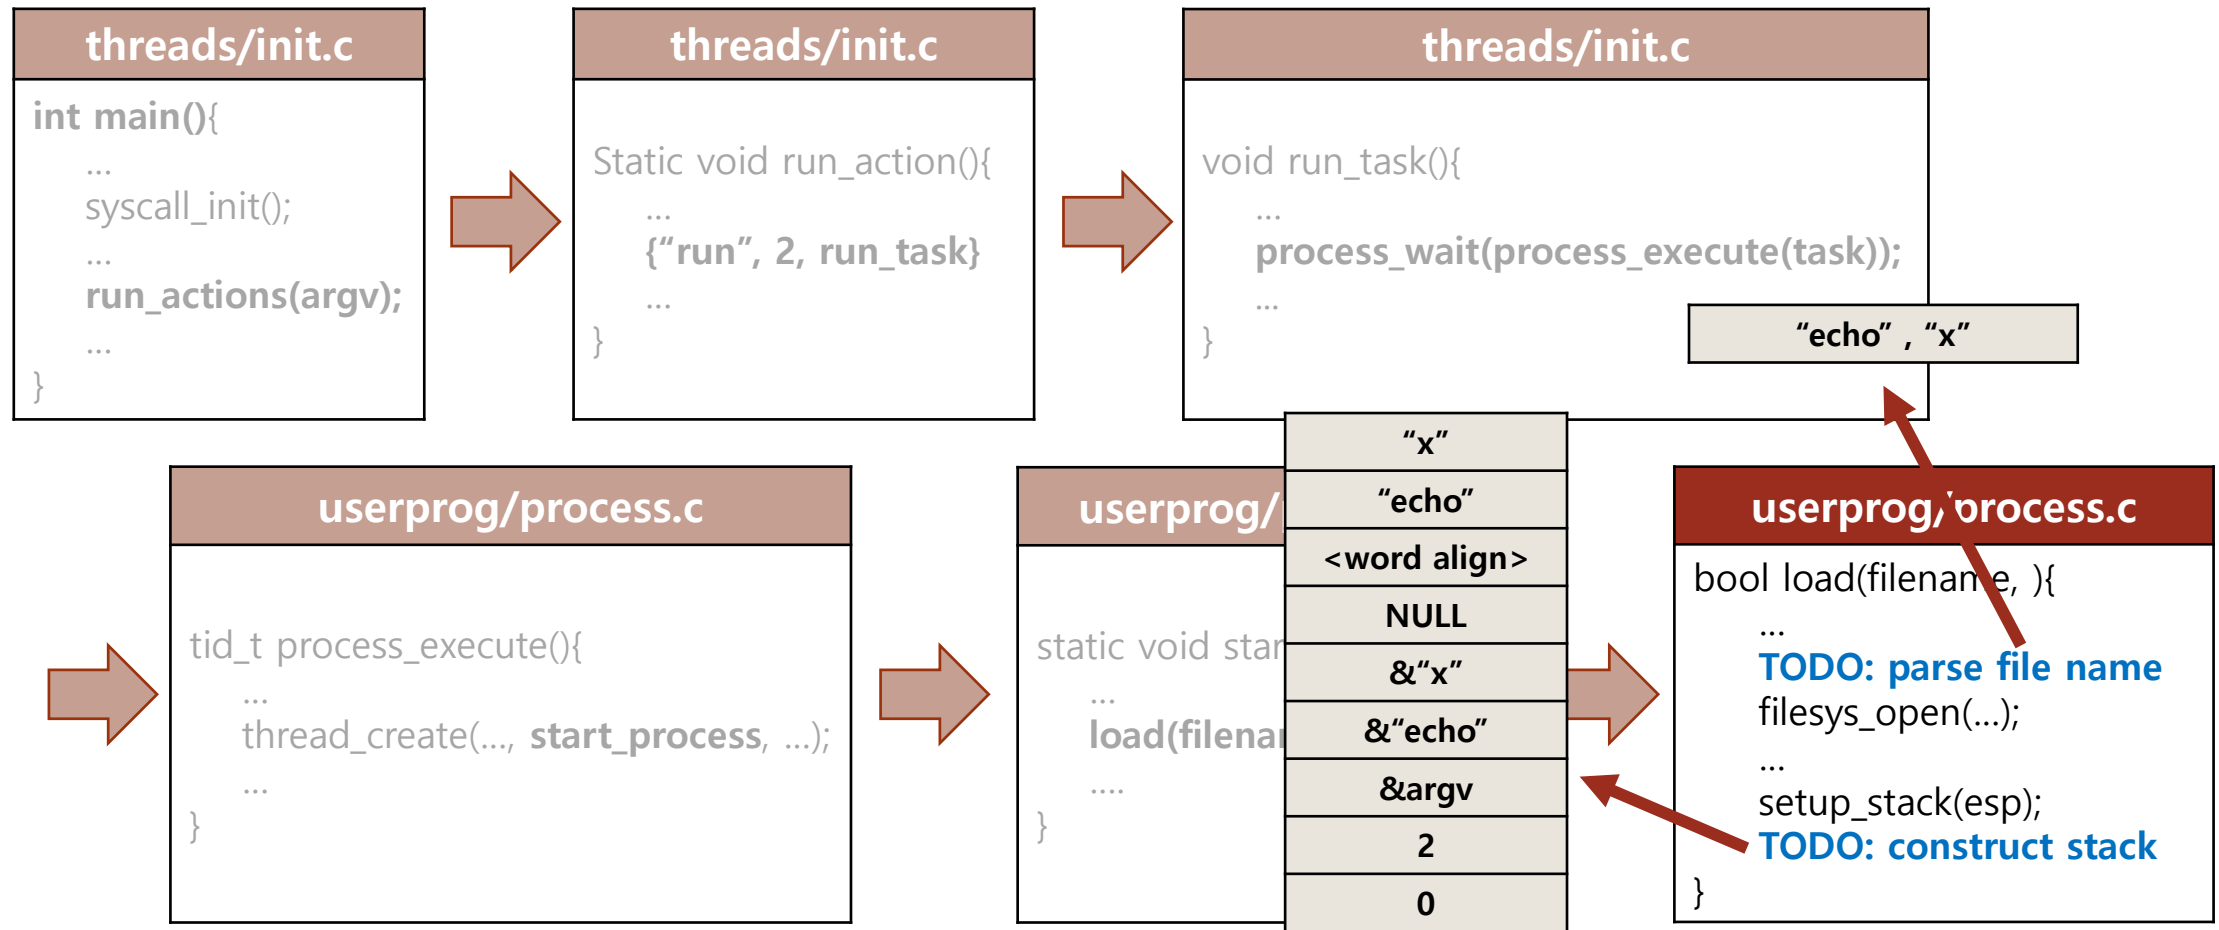 threads/init.c
int main(){
...
syscall_init();
...
run_actions(argv);
...
}
threads/init.c
Static void run_action(){
...
{“run”, 2, run_task}
...
}
threads/init.c
void run_task(){
...
process_wait(process_execute(task));
...
}
“echo” , “x”
userprog/process.c
tid_t process_execute(){
...
thread_create(..., start_process, ...);
...
}
userprog/
static void star
...
load(filena
....
}
“x”
“echo”
<word align>
NULL
&“x”
&“echo”
&argv
2
0
userprog/process.c
bool load(filename, ){
...
TODO: parse file name
filesys_open(...);
...
setup_stack(esp);
TODO: construct stack
}